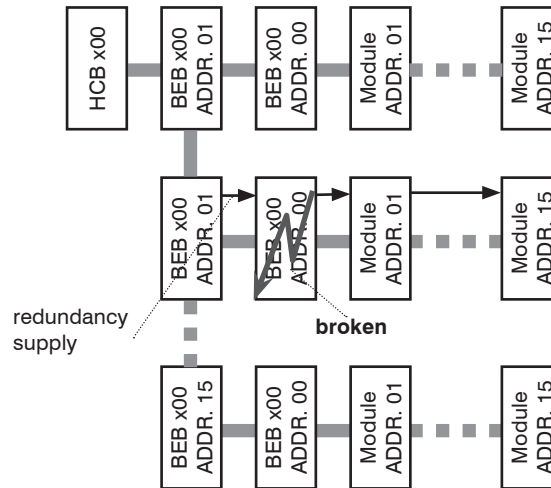 HCB x00
BEB x00
ADDR. 01
BEB x00
ADDR. 00
Module
ADDR. 01
Module
ADDR. 15
BEB x00
ADDR. 01
BEB x00
ADDR. 00
Module
ADDR. 01
Module
ADDR. 15
redundancy
supply
broken
BEB x00
ADDR. 15
BEB x00
ADDR. 00
Module
ADDR. 01
Module
ADDR. 15